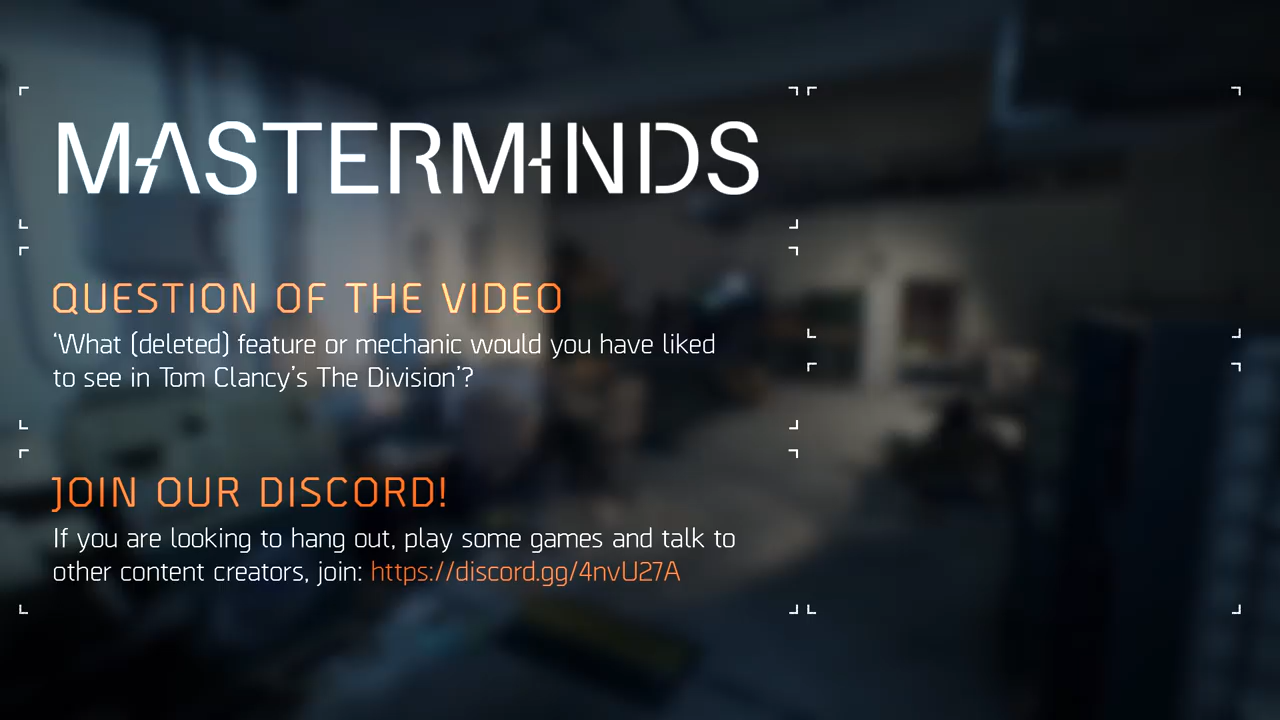 MASTERMINDS
QUESTION OF THE VIDEO
‘What (deleted) feature or mechanic would you have liked
to see in Tom Clancy’s The Division’?
JOIN OUR DISCORD!
If you are looking to hang out, play some games and talk to
other content creators, join: https://discord.gg/4nvU27A